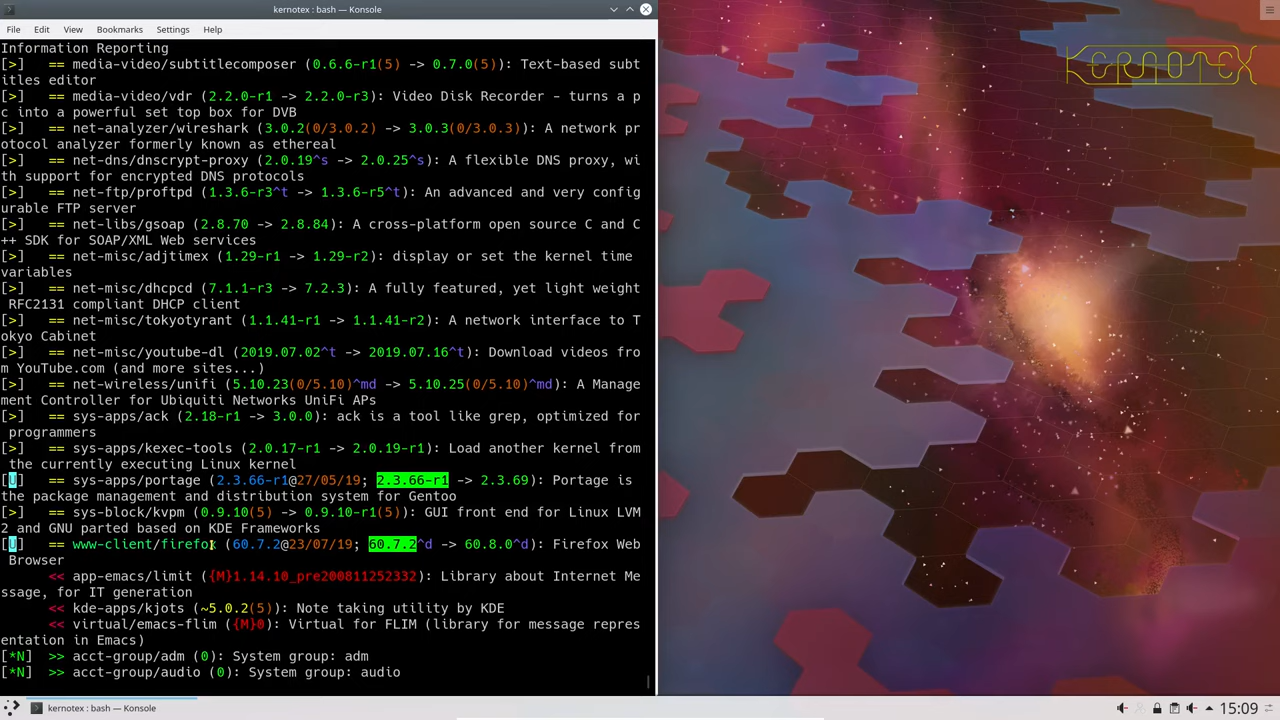 kernotex : bash — Konsole
File Edit View Bookmarks Settings Help
Information Reporting
[>]   == media-video/subtitlecomposer (0.6.6-r1(5) -> 0.7.0(5)): Text-based subt
itles editor
[>]   == media-video/vdr (2.2.0-r1 -> 2.2.0-r3): Video Disk Recorder - turns a p
c into a powerful set top box for DVB
[>]   == net-analyzer/wireshark (3.0.2(0/3.0.2) -> 3.0.3(0/3.0.3)): A network pr
otocol analyzer formerly known as ethereal
[>]   == net-dns/dnscrypt-proxy (2.0.19^s -> 2.0.25^s): A flexible DNS proxy, wi
th support for encrypted DNS protocols
[>]   == net-ftp/proftpd (1.3.6-r3^t -> 1.3.6-r5^t): An advanced and very config
urable FTP server
[>]   == net-libs/gsoap (2.8.70 -> 2.8.84): A cross-platform open source C and C
++ SDK for SOAP/XML Web services
[>]   == net-misc/adjtimex (1.29-r1 -> 1.29-r2): display or set the kernel time
variables
[>]   == net-misc/dhcpcd (7.1.1-r3 -> 7.2.3): A fully featured, yet light weight
 RFC2131 compliant DHCP client
[>]   == net-misc/tokyotyrant (1.1.41-r1 -> 1.1.41-r2): A network interface to T
okyo Cabinet
[>]   == net-misc/youtube-dl (2019.07.02^t -> 2019.07.16^t): Download videos fro
m YouTube.com (and more sites...)
[>]   == net-wireless/unifi (5.10.23(0/5.10)^md -> 5.10.25(0/5.10)^md): A Manage
ment Controller for Ubiquiti Networks UniFi APs
[>]   == sys-apps/ack (2.18-r1 -> 3.0.0): ack is a tool like grep, optimized for
 programmers
[>]   == sys-apps/kexec-tools (2.0.17-r1 -> 2.0.19-r1): Load another kernel from
 the currently executing Linux kernel
[U]   == sys-apps/portage (2.3.66-r1@27/05/19; 2.3.66-r1 -> 2.3.69): Portage is
the package management and distribution system for Gentoo
[>]   == sys-block/kvpm (0.9.10(5) -> 0.9.10-r1(5)): GUI front end for Linux LVM
2 and GNU parted based on KDE Frameworks
[U]   == www-client/firefox (60.7.2@23/07/19; 60.7.2^d -> 60.8.0^d): Firefox Web
 Browser
      << app-emacs/limit ({M}1.14.10_pre200811252332): Library about Internet Me
ssage, for IT generation
      << kde-apps/kjots (~5.0.2(5)): Note taking utility by KDE
      << virtual/emacs-flim ({M}0): Virtual for FLIM (library for message repres
entation in Emacs)
[*N]  >> acct-group/adm (0): System group: adm
[*N]  >> acct-group/audio (0): System group: audio
KERNOTEX
kernotex : bash — Konsole
15:09